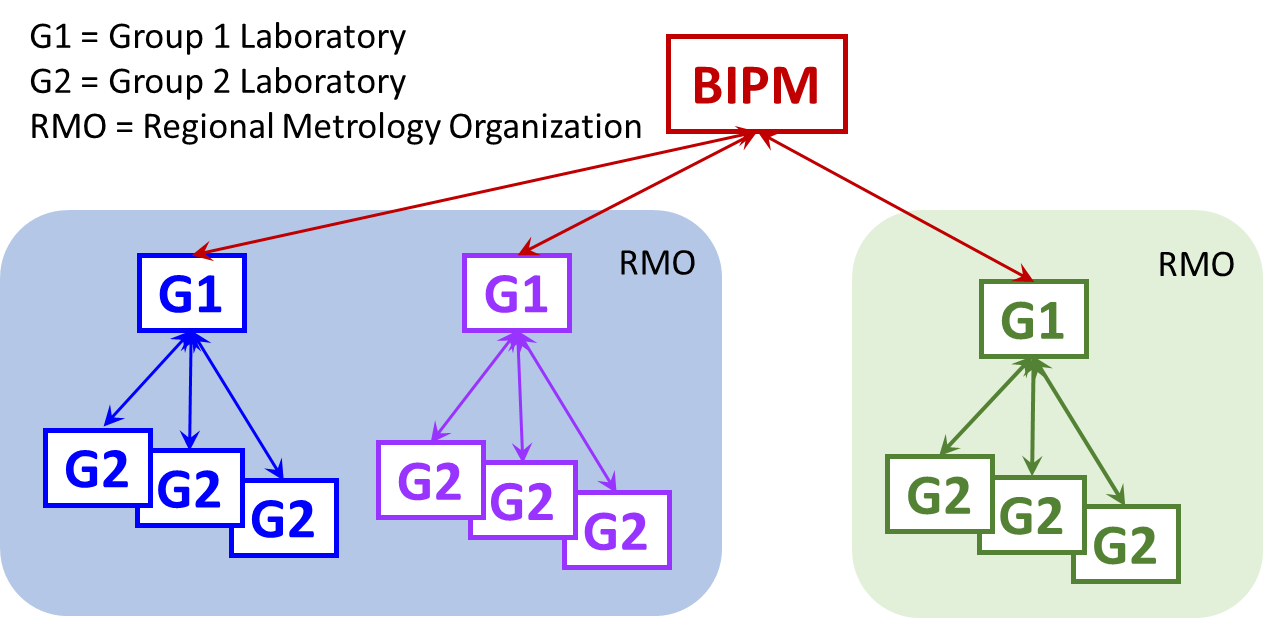 G1 = Group 1 Laboratory
G2 = Group 2 Laboratory
RMO = Regional Metrology Organization
BIPM
RMO
G1
G1
G2
G2
G2
G2
G2
G2
RMO
G1
G2
G2
G2